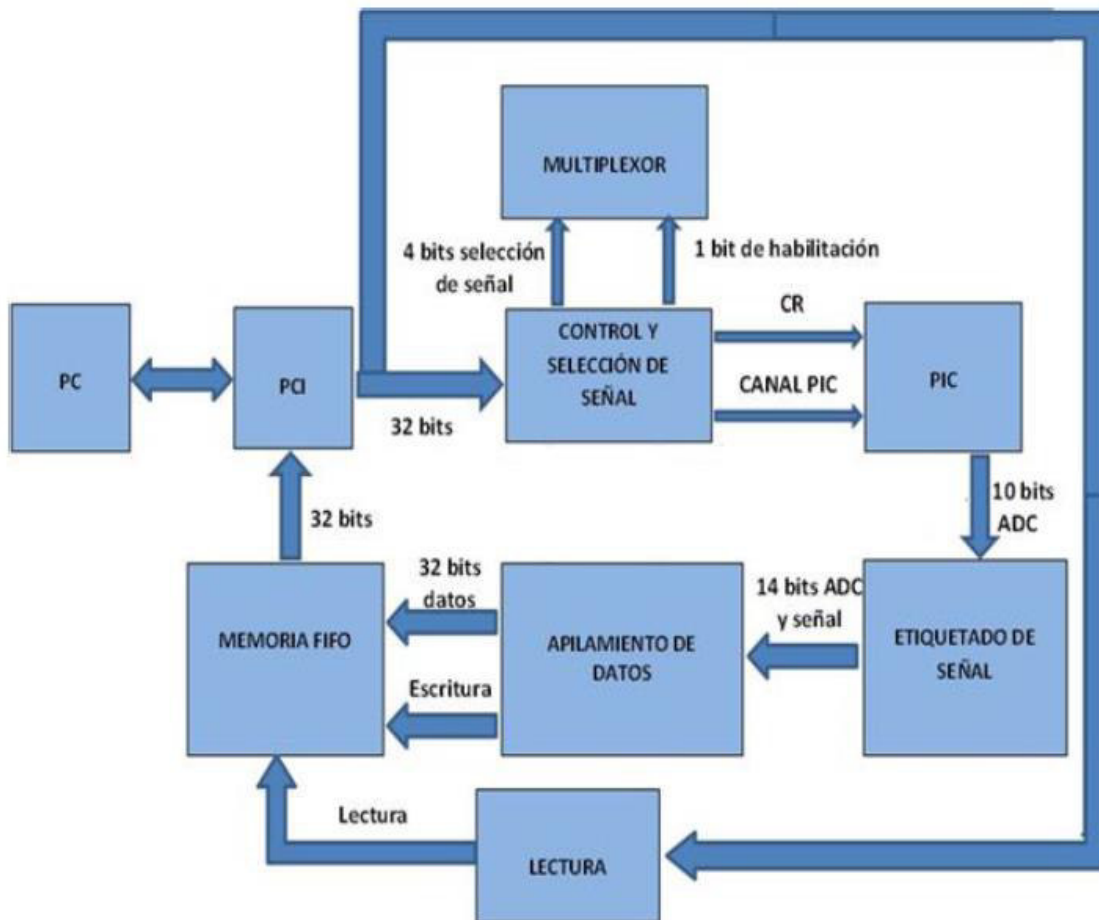 MULTIPLEXOR
4 bits selección
de señal
1 bit de habilitación
CR
CONTROL Y
SELECCIÓN DE
SEÑAL
PC
PCI
CANAL PIC
PIC
32 bits
10 bits
ADC
32 bits
32 bits
datos
14 bits ADC
y señal
MEMORIA FIFO
APILAMIENTO DE
DATOS
ETIQUETADO DE
SEÑAL
Escritura
Lectura
LECTURA